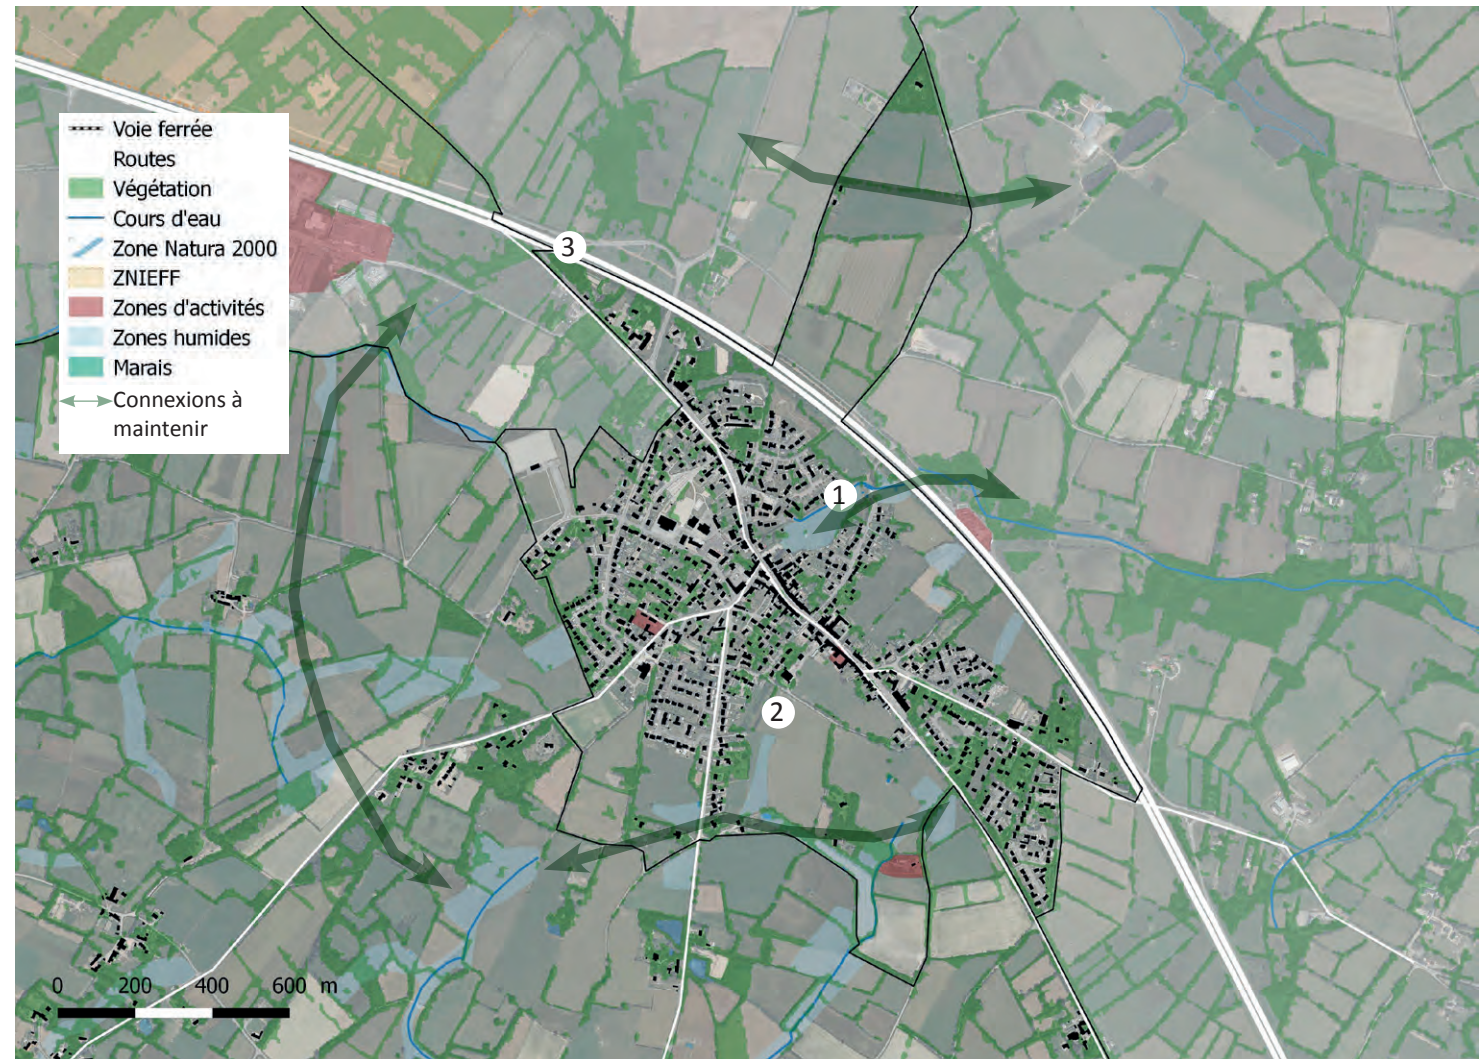 Voie ferrée
Routes
Végétation
Cours d'eau
Zone Natura 2000
ZNIEFF
Zones d'activités
Zones humides
Marais
Connexions à
maintenir
3
1
2
0 200 400 600 m